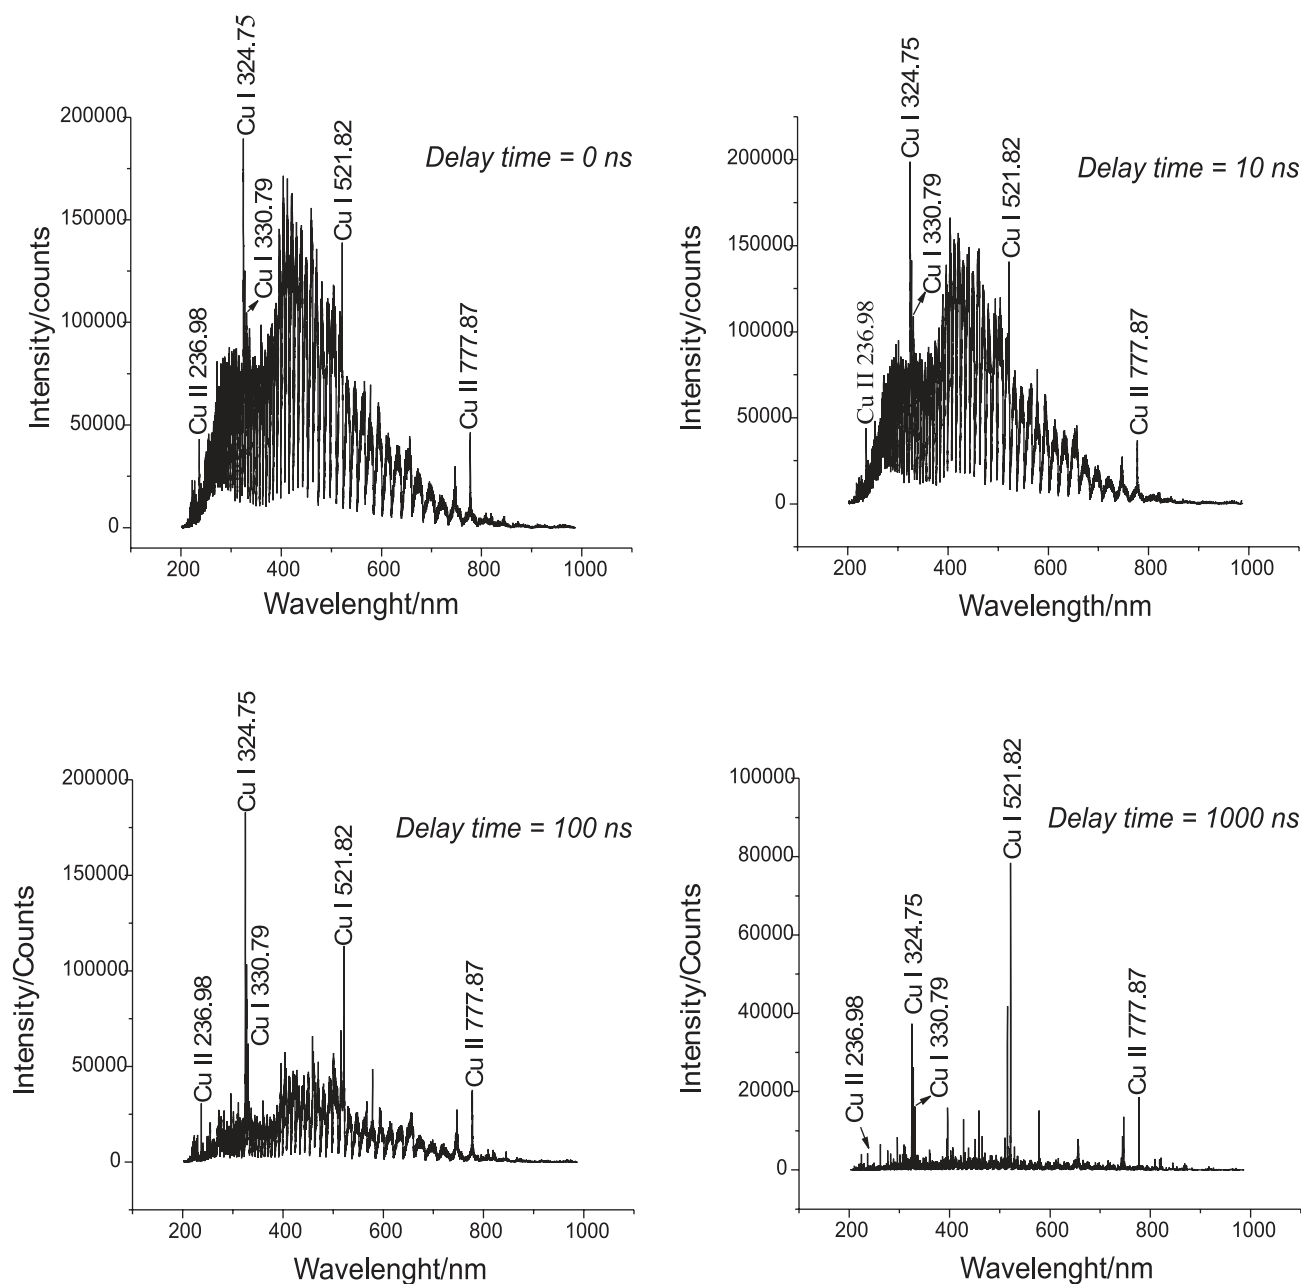 Delay time = 0 ns
Intensity/counts
200000
150000
100000
50000
0
Cu II 236.98
Cu I 324.75
Cu I 330.79
Cu I 521.82
Cu II 777.87
200 400 600 800 1000
Wavelenght/nm
Delay time = 10 ns
Intensity/counts
200000
150000
100000
50000
0
Cu II 236.98
Cu I 324.75
Cu I 330.79
Cu I 521.82
Cu II 777.87
200 400 600 800 1000
Wavelength/nm
Delay time = 100 ns
Intensity/Counts
200000
150000
100000
50000
0
Cu II 236.98
Cu I 324.75
Cu I 330.79
Cu I 521.82
Cu II 777.87
200 400 600 800 1000
Wavelenght/nm
Delay time = 1000 ns
Intensity/Counts
100000
80000
60000
40000
20000
0
Cu II 236.98
Cu I 324.75
Cu I 330.79
Cu I 521.82
Cu II 777.87
200 400 600 800 1000
Wavelenght/nm